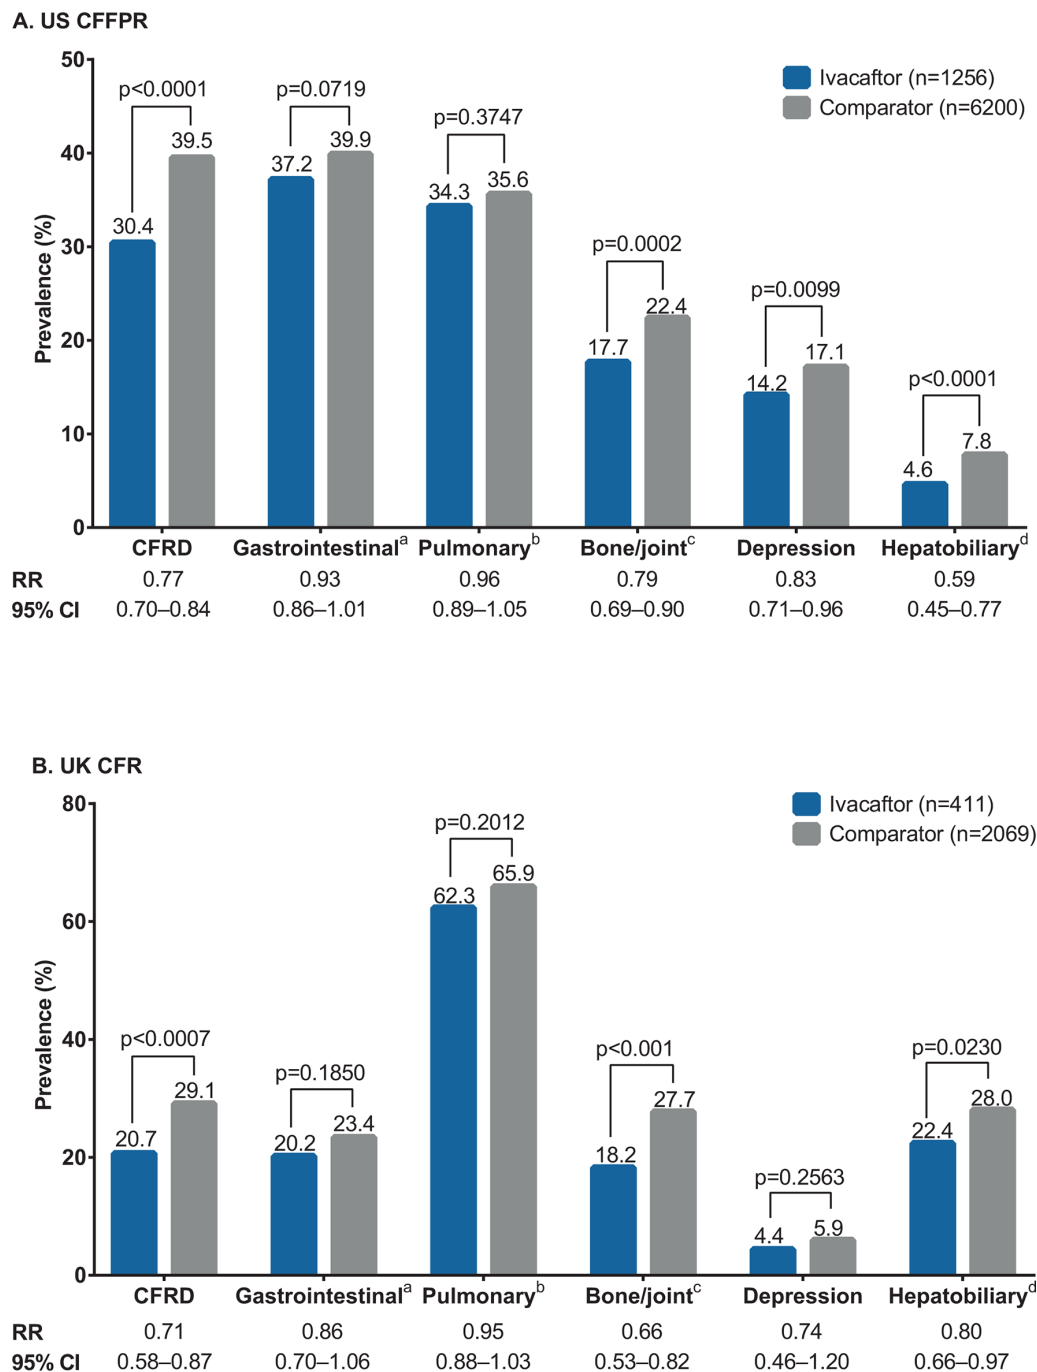 A. US CFFPR
50
40
30
20
10
0
Prevalence (%)
Ivacaftor (n=1256)
Comparator (n=6200)
p<0.0001
p=0.0719
p=0.3747
p=0.0002
p=0.0099
p<0.0001
30.4
39.5
37.2
39.9
34.3
35.6
17.7
22.4
14.2
17.1
4.6
7.8
CFRD Gastrointestinala Pulmonaryb Bone/jointc Depression Hepatobiliaryd
RR 0.77 0.93 0.96 0.79 0.83 0.59
95% CI 0.70–0.84 0.86–1.01 0.89–1.05 0.69–0.90 0.71–0.96 0.45–0.77
B. UK CFR
80
60
40
20
0
Prevalence (%)
Ivacaftor (n=411)
Comparator (n=2069)
p<0.0007
p=0.1850
p=0.2012
p<0.001
p=0.2563
p=0.0230
20.7
29.1
20.2
23.4
62.3
65.9
18.2
27.7
4.4
5.9
22.4
28.0
CFRD Gastrointestinala Pulmonaryb Bone/jointc Depression Hepatobiliaryd
RR 0.71 0.86 0.95 0.66 0.74 0.80
95% CI 0.58–0.87 0.70–1.06 0.88–1.03 0.53–0.82 0.46–1.20 0.66–0.97